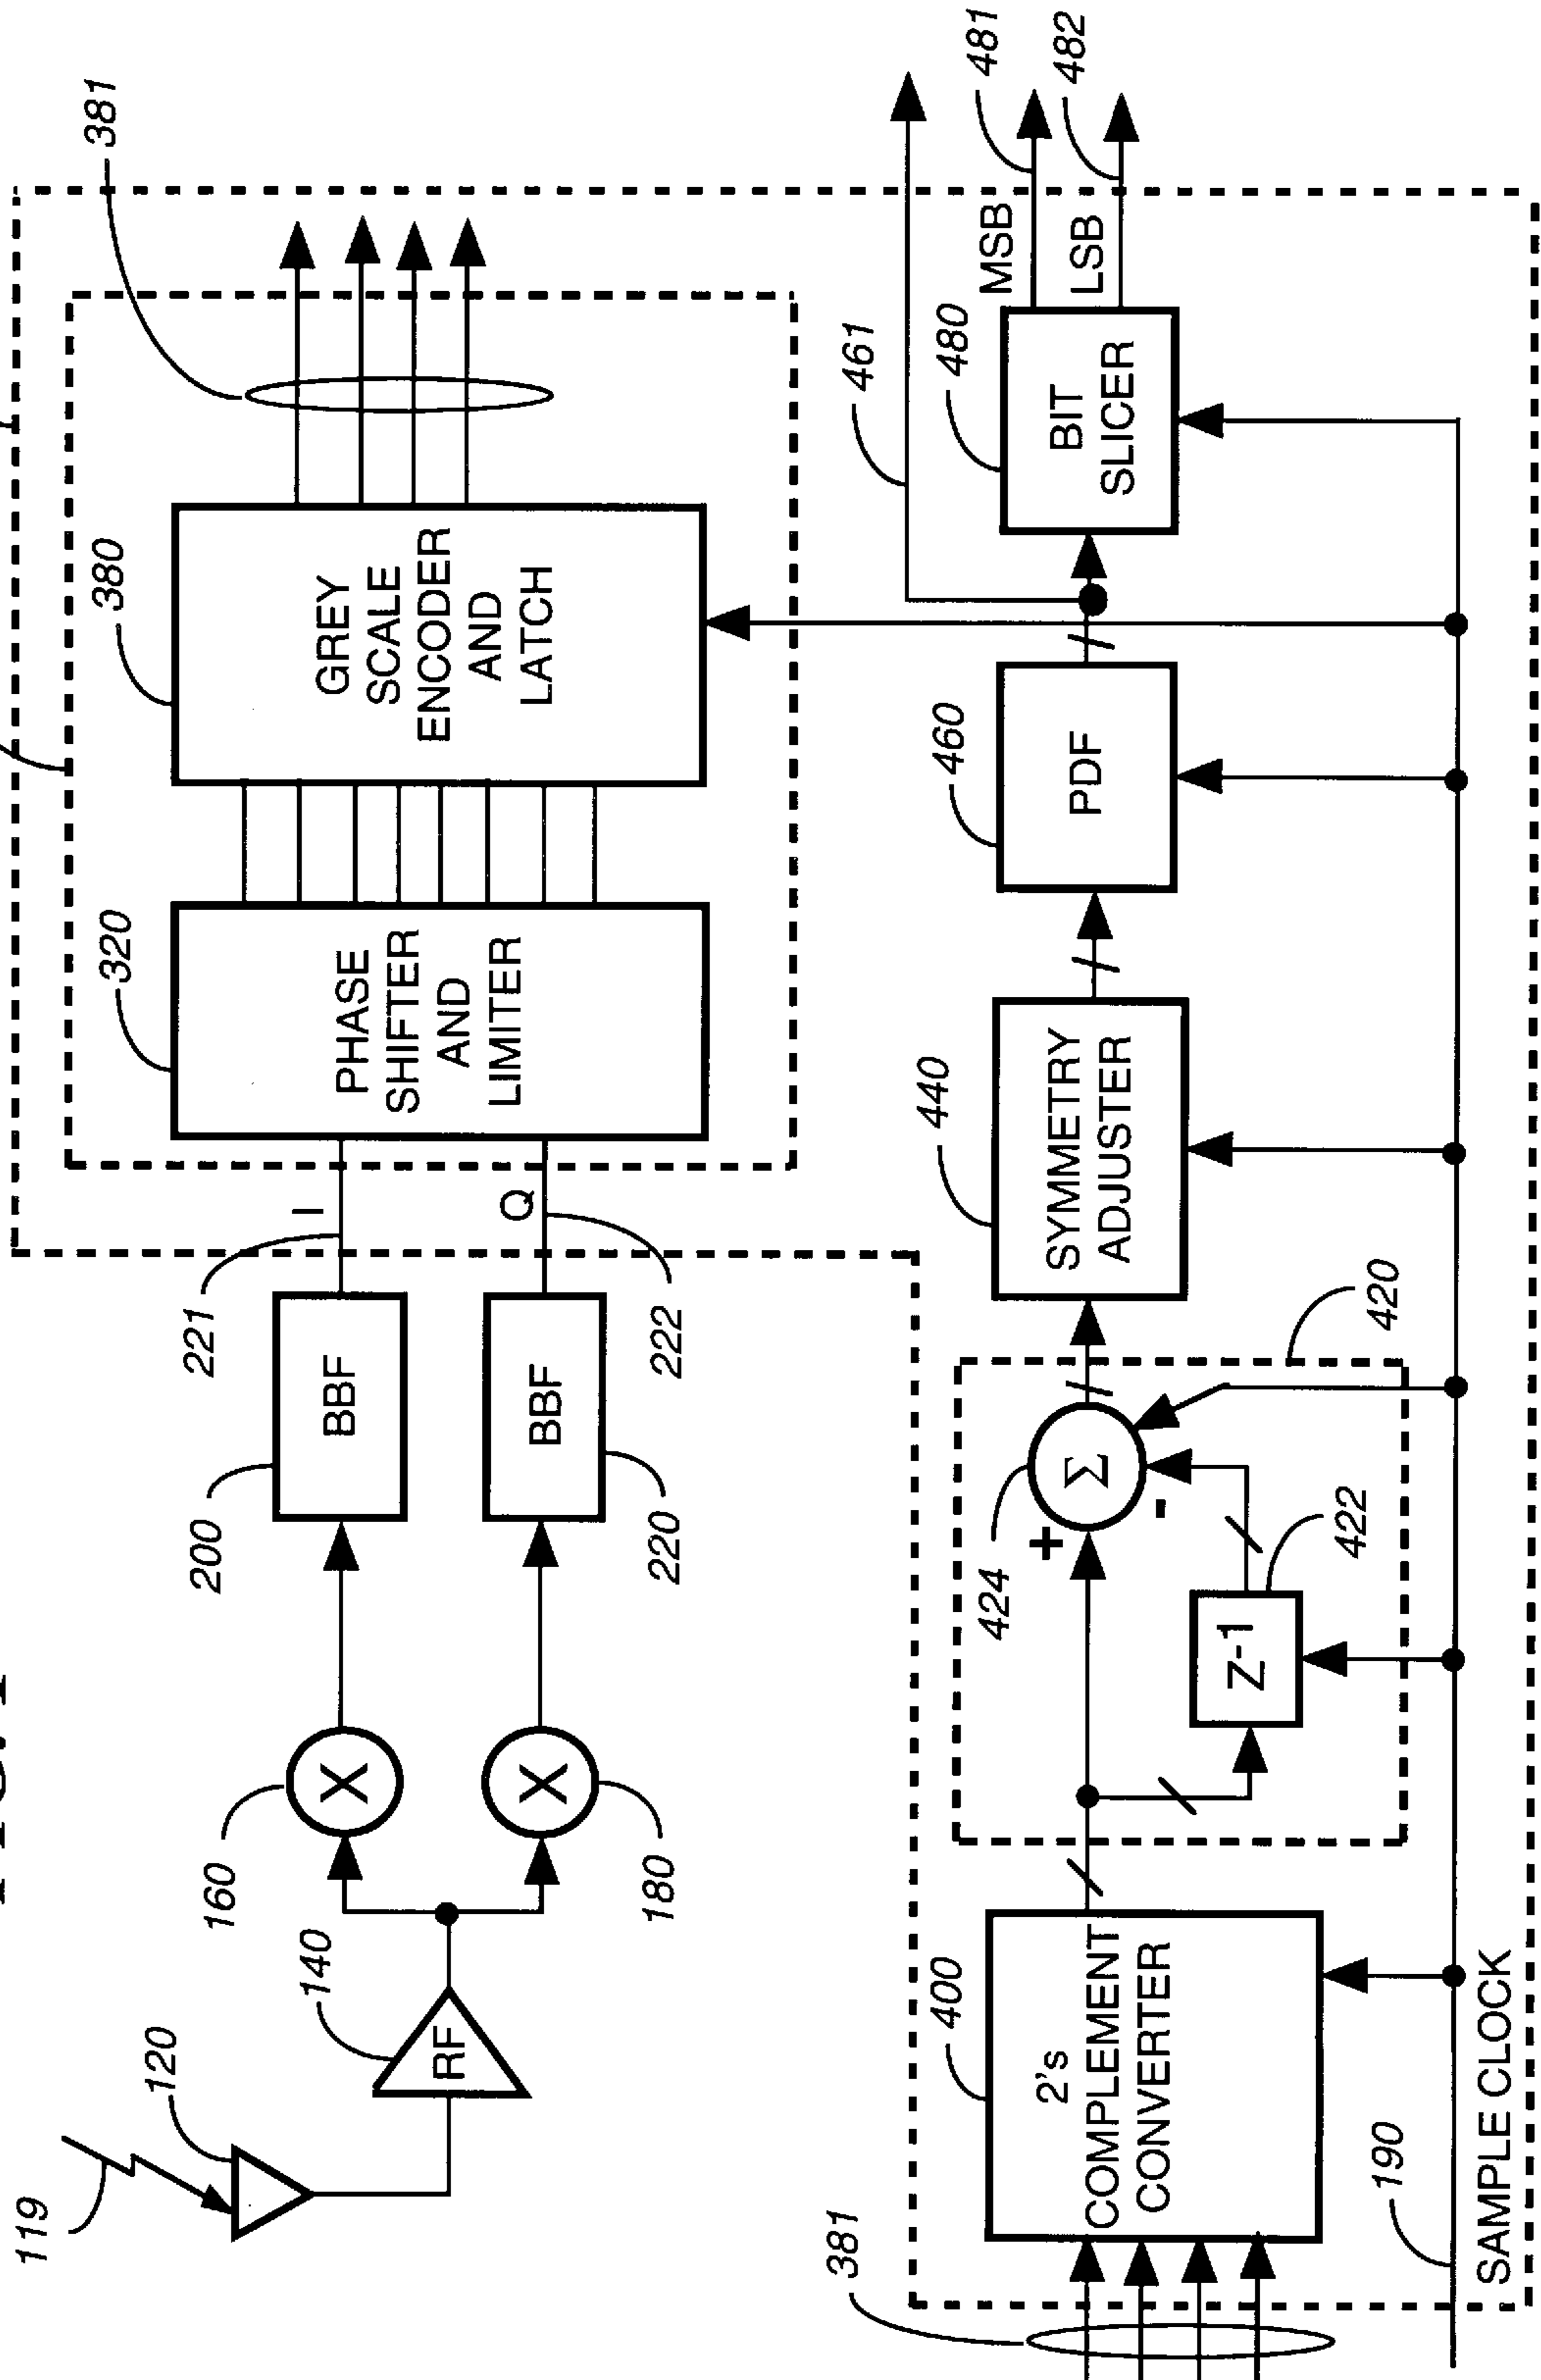 119
120
140
RF
160
X
180
X
200
BBF
220
BBF
221
I
222
Q
320
PHASE
SHIFTER
AND
LIMITER
380
GREY
SCALE
ENCODER
AND
LATCH
381
381
400
2's
COMPLEMENT
CONVERTER
424
+
Σ
-
422
Z-1
420
440
SYMMETRY
ADJUSTER
460
PDF
461
480
BIT
SLICER
MSB
481
LSB
482
190
SAMPLE CLOCK